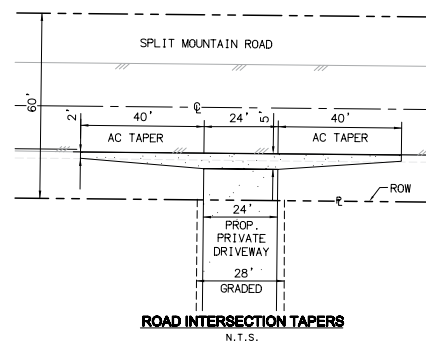 SPLIT MOUNTAIN ROAD
60'
℄
2'
40'
24'
5'
40'
AC TAPER
AC TAPER
℄
ROW
24'
PROP.
PRIVATE
DRIVEWAY
28'
GRADED
ROAD INTERSECTION TAPERS
N.T.S.